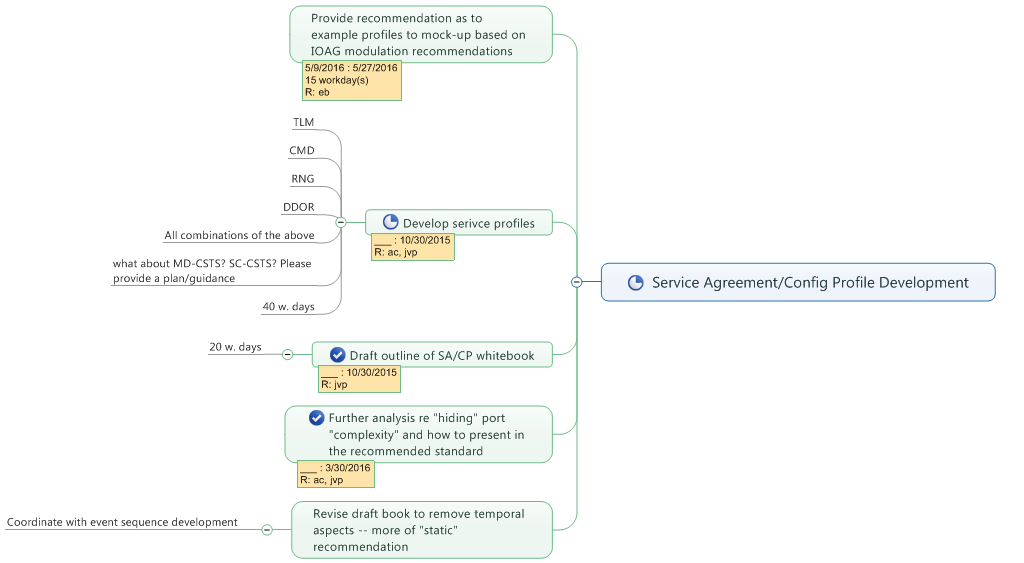 Provide recommendation as to
example profiles to mock-up based on
IOAG modulation recommendations
5/9/2016 : 5/27/2016
15 workday(s)
R: eb
TLM
CMD
RNG
DDOR
All combinations of the above
what about MD-CSTS? SC-CSTS? Please
provide a plan/guidance
40 w. days
Develop serivce profiles
___ : 10/30/2015
R: ac, jvp
Service Agreement/Config Profile Development
20 w. days
Draft outline of SA/CP whitebook
___ : 10/30/2015
R: jvp
Further analysis re "hiding" port
"complexity" and how to present in
the recommended standard
___ : 3/30/2016
R: ac, jvp
Coordinate with event sequence development
Revise draft book to remove temporal
aspects -- more of "static"
recommendation